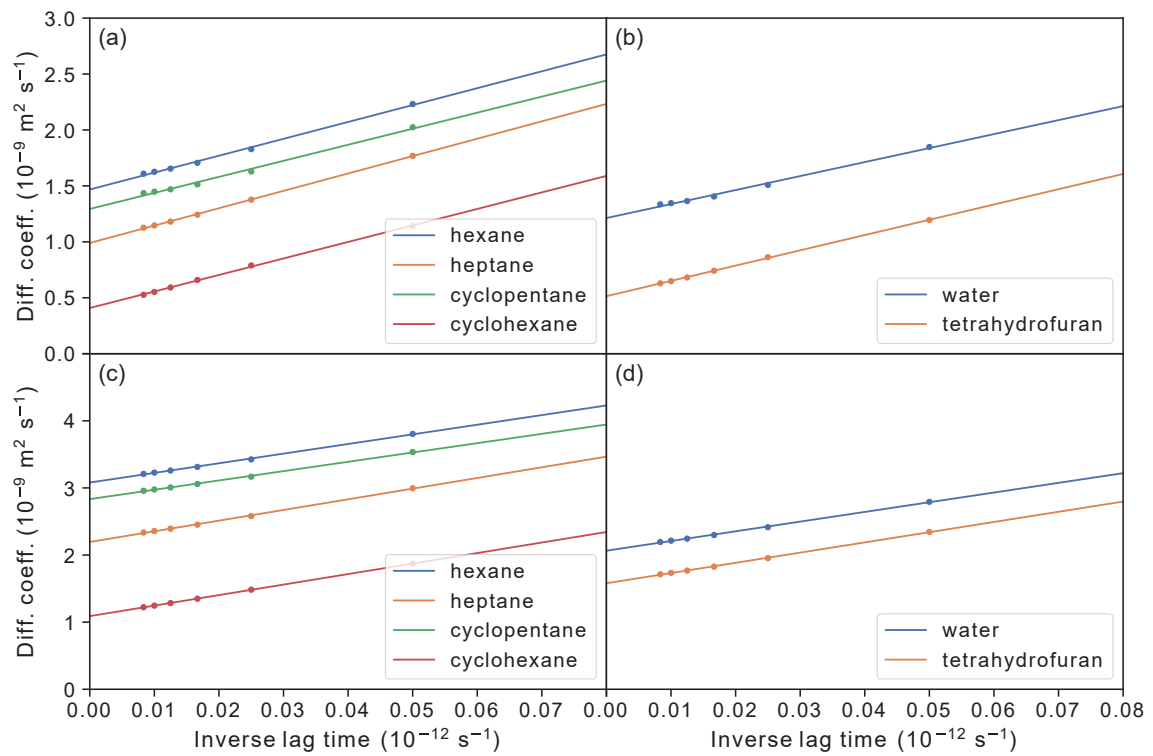 (a)
3.0
2.5
2.0
1.5
1.0
0.5
0.0
Diff. coeff. (10⁻⁹ m² s⁻¹)
hexane
heptane
cyclopentane
cyclohexane
(b)
water
tetrahydrofuran
(c)
4
3
2
1
0
Diff. coeff. (10⁻⁹ m² s⁻¹)
hexane
heptane
cyclopentane
cyclohexane
0.00 0.01 0.02 0.03 0.04 0.05 0.06 0.07
Inverse lag time (10⁻¹² s⁻¹)
(d)
water
tetrahydrofuran
0.00 0.01 0.02 0.03 0.04 0.05 0.06 0.07 0.08
Inverse lag time (10⁻¹² s⁻¹)